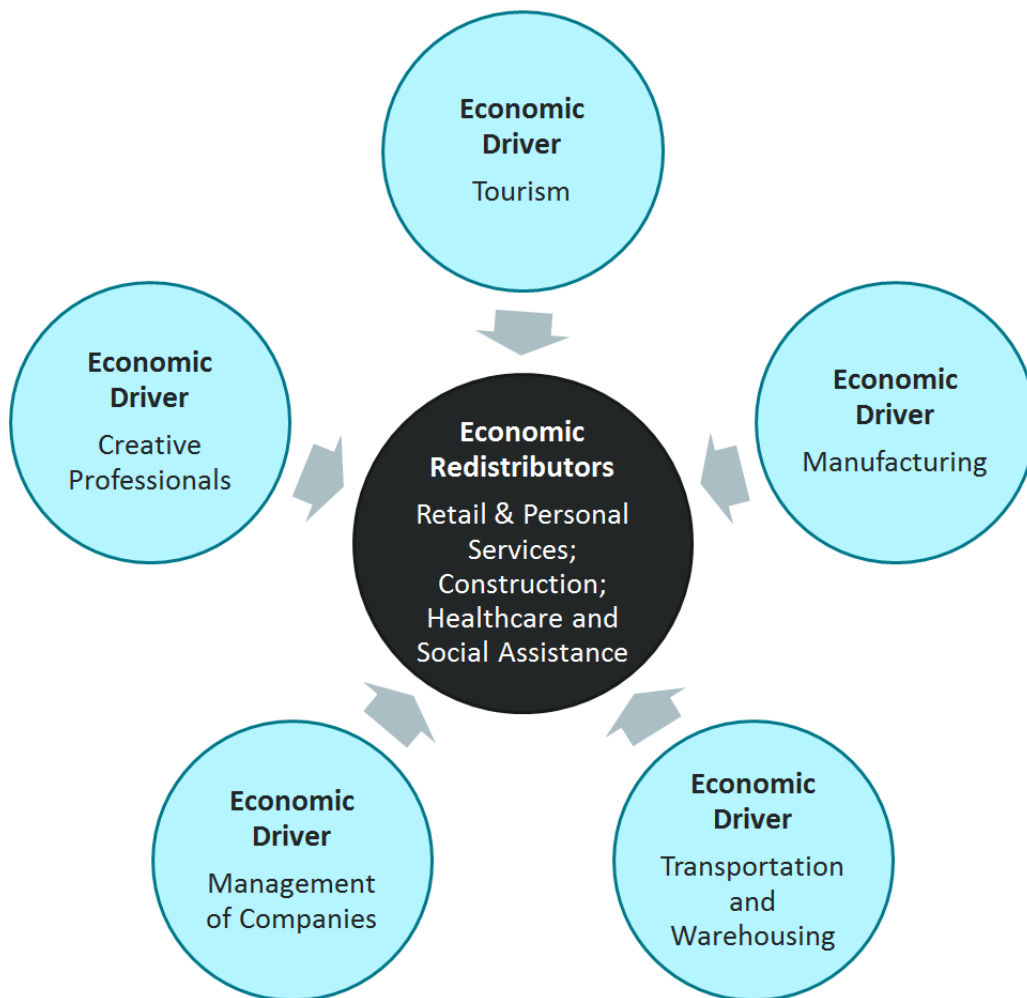 Economic
Driver
Tourism
Economic
Driver
Creative
Professionals
Economic
Driver
Manufacturing
Economic
Redistributors
Retail & Personal
Services;
Construction;
Healthcare and
Social Assistance
Economic
Driver
Management
of Companies
Economic
Driver
Transportation
and
Warehousing